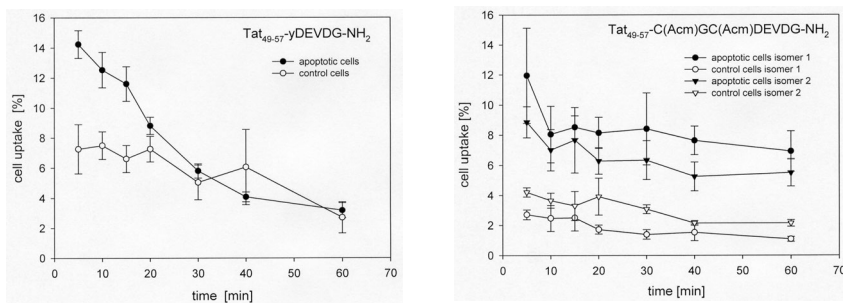 Tat49-57-yDEVDG-NH2
apoptotic cells
control cells
cell uptake [%]
16
14
12
10
8
6
4
2
0
0 10 20 30 40 50 60 70
time [min]
Tat49-57-C(Acm)GC(Acm)DEVDG-NH2
apoptotic cells isomer 1
control cells isomer 1
apoptotic cells isomer 2
control cells isomer 2
cell uptake [%]
16
14
12
10
8
6
4
2
0
0 10 20 30 40 50 60 70
time [min]